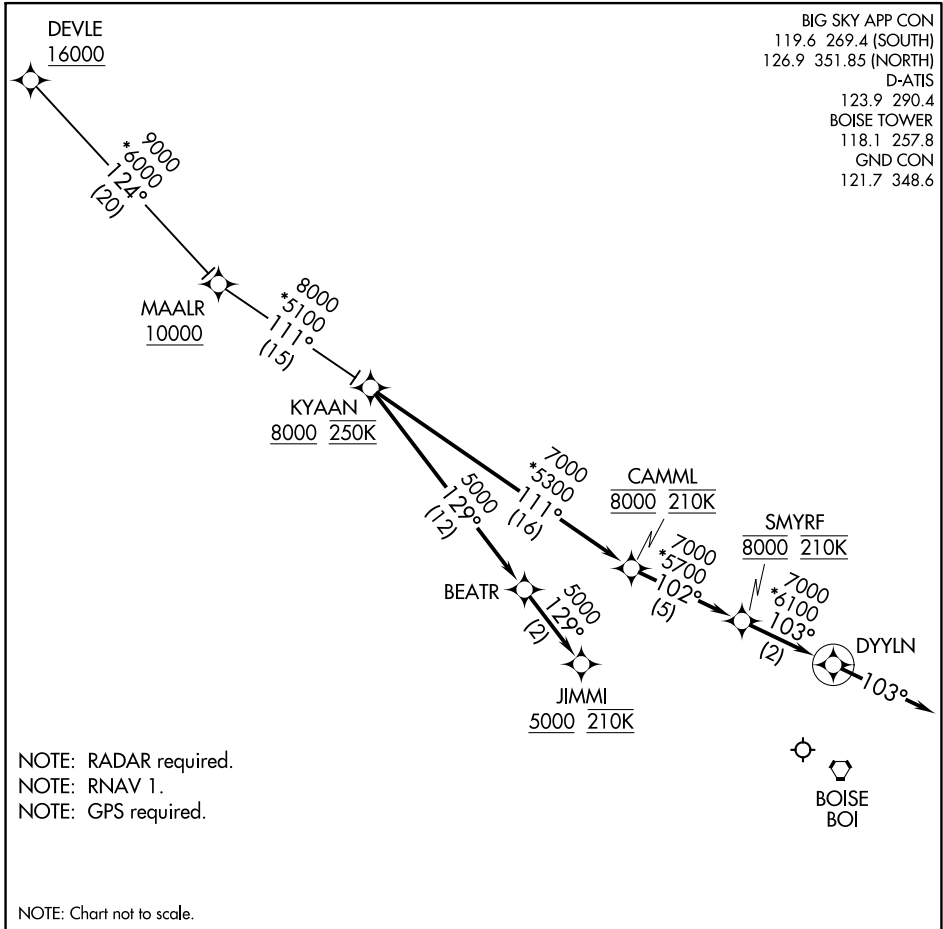 DEVLE
16000
BIG SKY APP CON
119.6 269.4 (SOUTH)
126.9 351.85 (NORTH)
D-ATIS
123.9 290.4
BOISE TOWER
118.1 257.8
GND CON
121.7 348.6
9000
*6000
124°
(20)
MAALR
10000
8000
*5100
111°
(15)
KYAAN
8000 250K
7000
*5300
111°
(16)
5000
129°
(12)
CAMML
8000 210K
7000
*5700
102°
(5)
SMYRF
8000 210K
7000
*6100
103°
(2)
DYYLN
103°
BEATR
5000
129°
(2)
JIMMI
5000 210K
BOISE
BOI
NOTE: RADAR required.
NOTE: RNAV 1.
NOTE: GPS required.
NOTE: Chart not to scale.